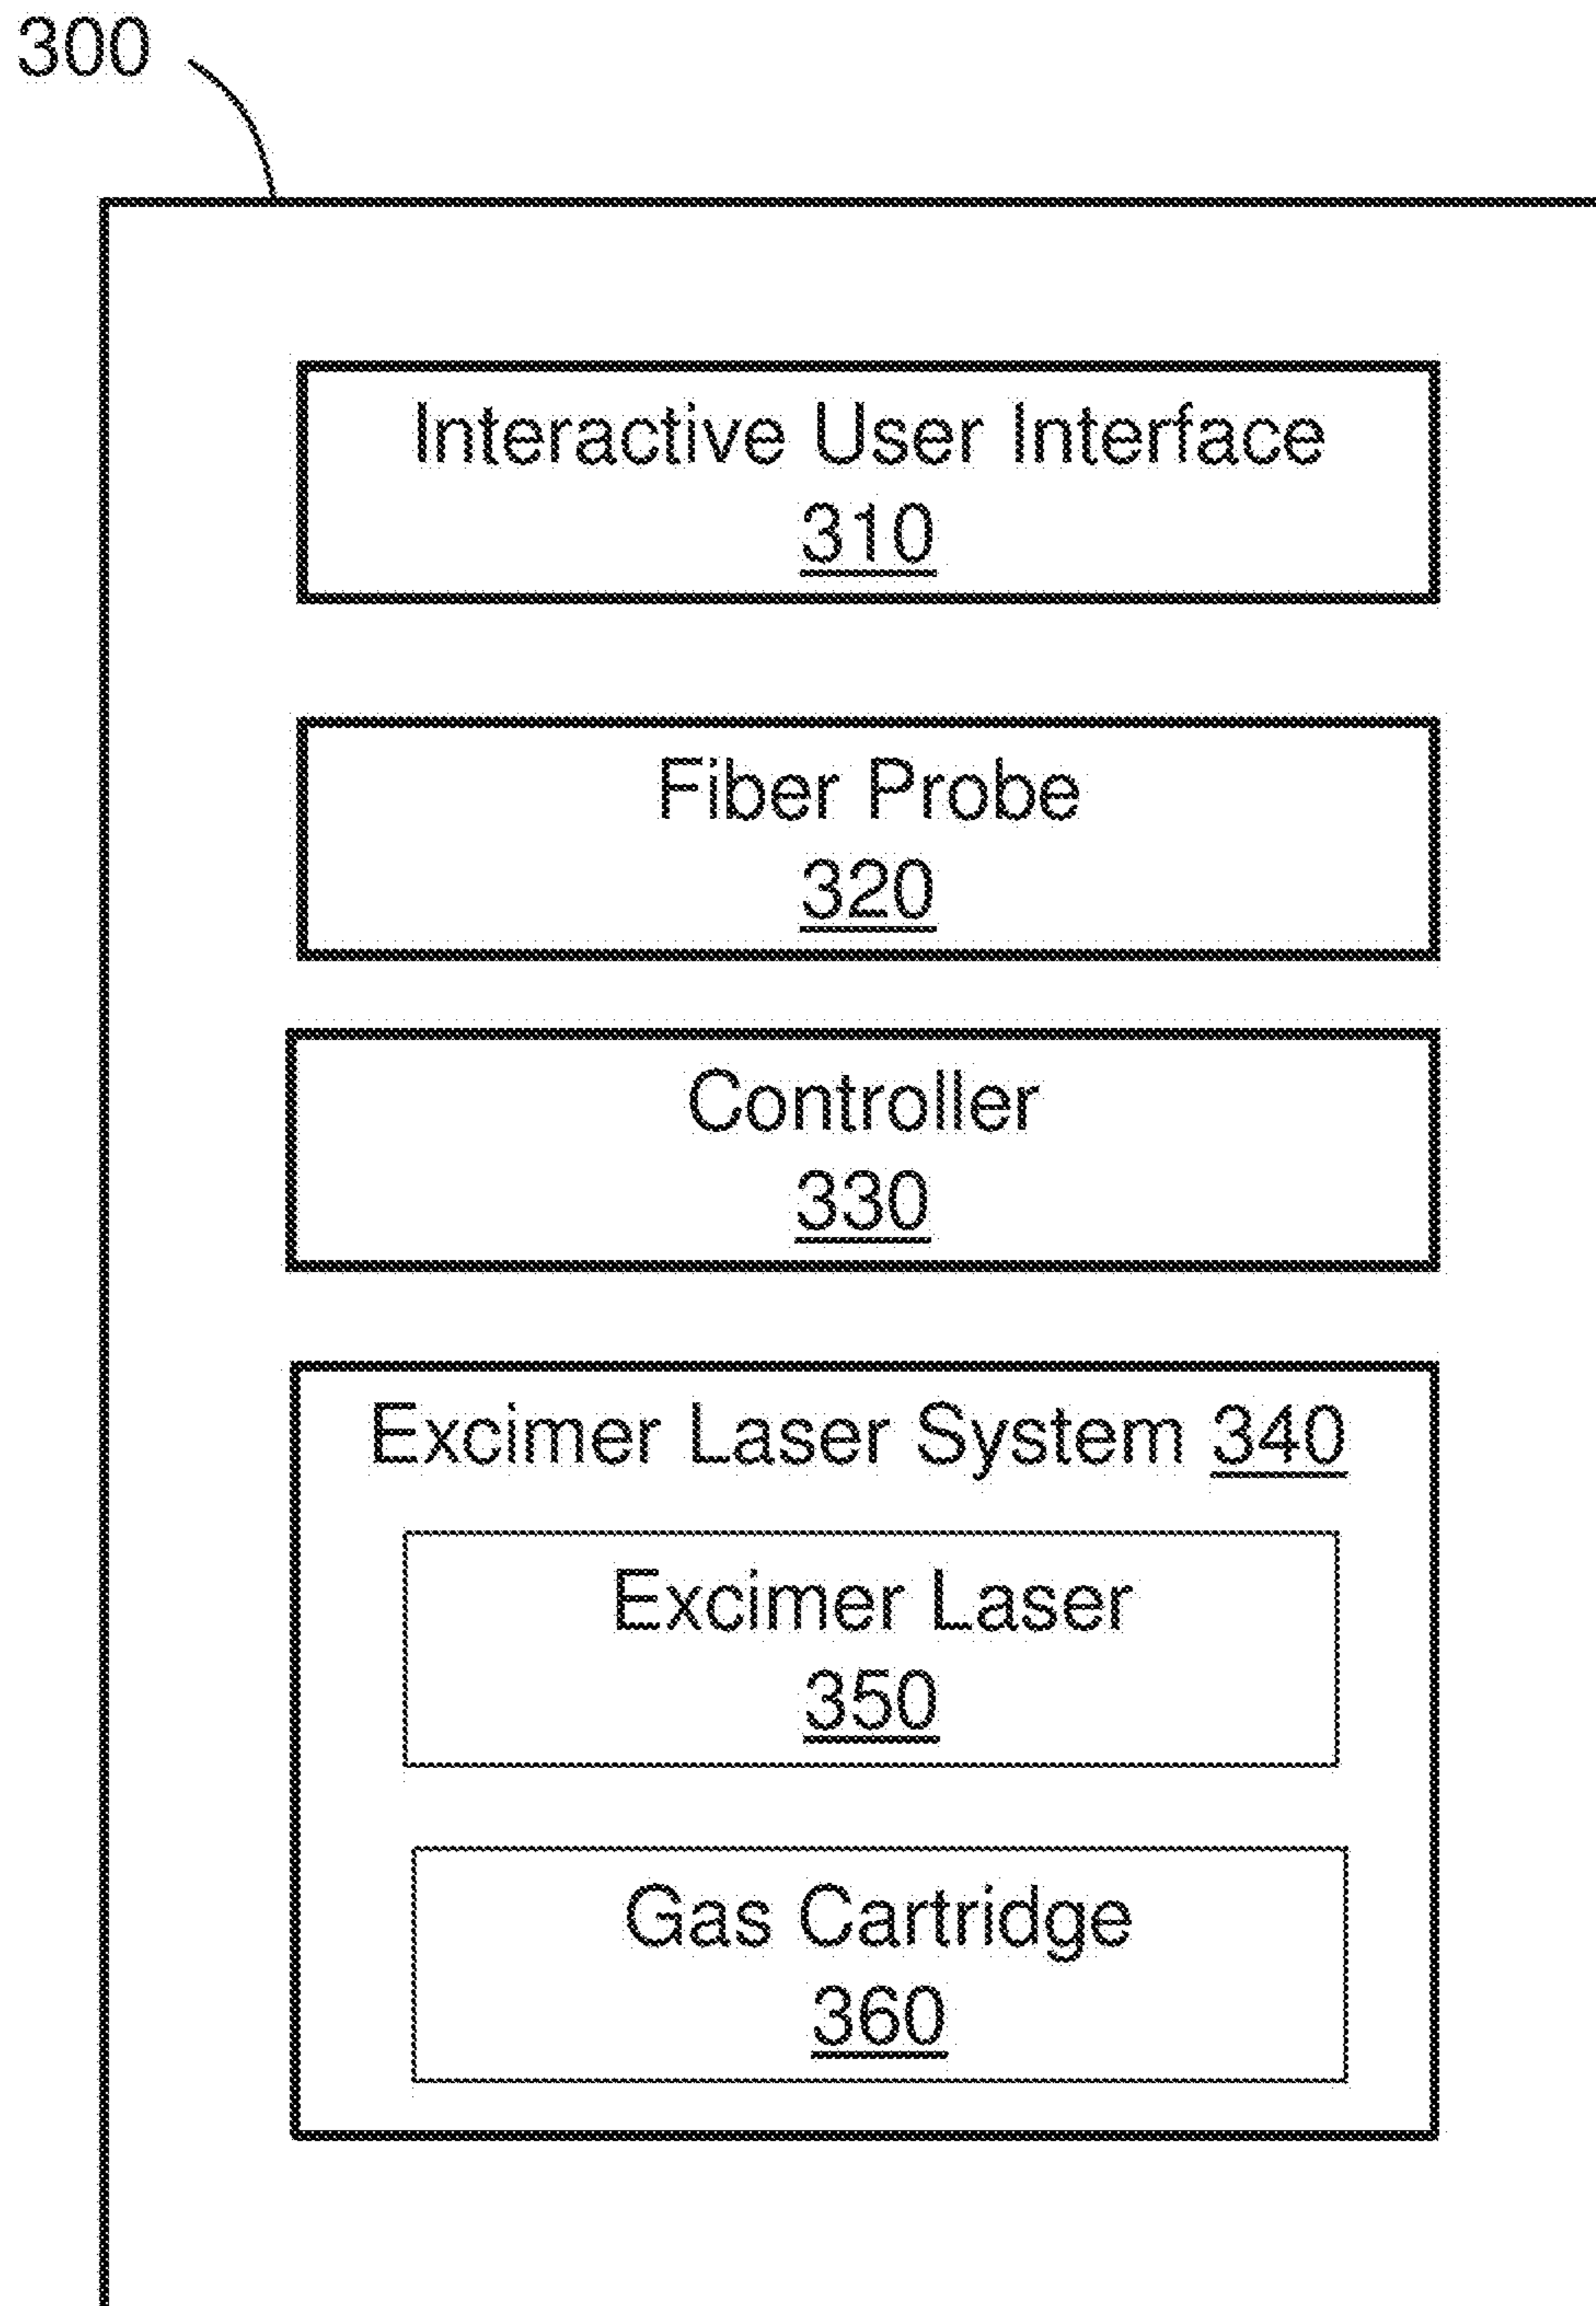 300
Interactive User Interface
310
Fiber Probe
320
Controller
330
Excimer Laser System 340
Excimer Laser
350
Gas Cartridge
360